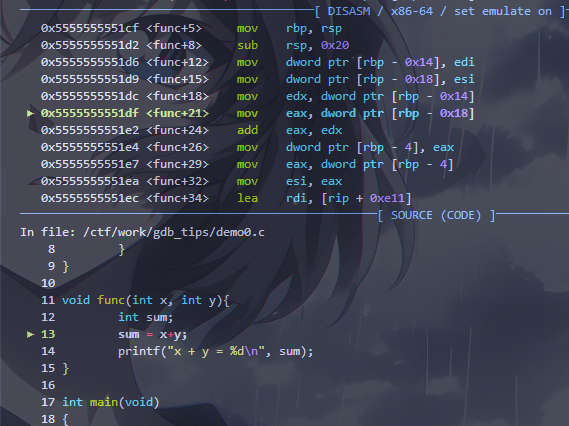 [ DISASM / x86-64 / set emulate on ]
0x5555555551cf <func+5> mov rbp, rsp
0x5555555551d2 <func+8> sub rsp, 0x20
0x5555555551d6 <func+12> mov dword ptr [rbp - 0x14], edi
0x5555555551d9 <func+15> mov dword ptr [rbp - 0x18], esi
0x5555555551dc <func+18> mov edx, dword ptr [rbp - 0x14]
► 0x5555555551df <func+21> mov eax, dword ptr [rbp - 0x18]
0x5555555551e2 <func+24> add eax, edx
0x5555555551e4 <func+26> mov dword ptr [rbp - 4], eax
0x5555555551e7 <func+29> mov eax, dword ptr [rbp - 4]
0x5555555551ea <func+32> mov esi, eax
0x5555555551ec <func+34> lea rdi, [rip + 0xe11]
[ SOURCE (CODE) ]
In file: /ctf/work/gdb_tips/demo0.c
8 }
9 }
10
11 void func(int x, int y){
12 int sum;
► 13 sum = x+y;
14 printf("x + y = %d\n", sum);
15 }
16
17 int main(void)
18 {